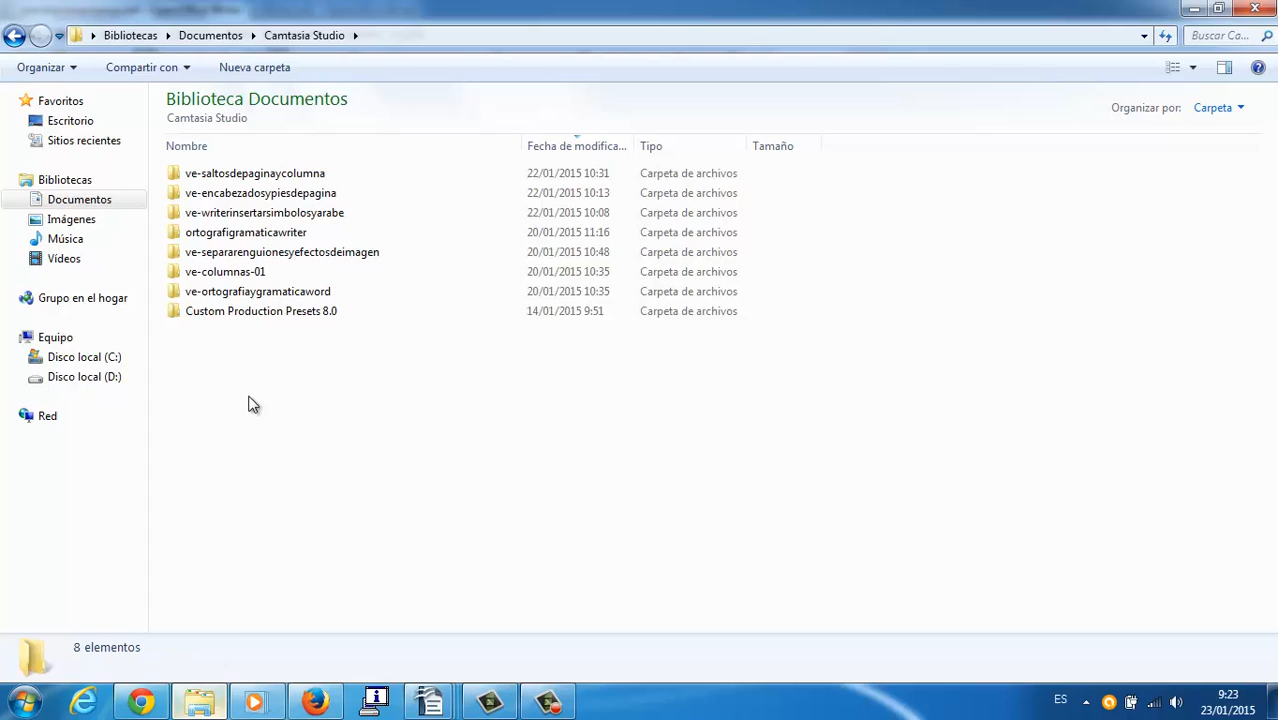 Bibliotecas Documentos Camtasia Studio Buscar Ca...
Organizar Compartir con Nueva carpeta
Biblioteca Documentos
Camtasia Studio
Organizar por: Carpeta
Favoritos
Escritorio
Sitios recientes
Bibliotecas
Documentos
Imágenes
Música
Vídeos
Grupo en el hogar
Equipo
Disco local (C:)
Disco local (D:)
Red
Nombre Fecha de modifica... Tipo Tamaño
ve-saltosdepaginaycolumna 22/01/2015 10:31 Carpeta de archivos
ve-encabezadosypiesdepagina 22/01/2015 10:13 Carpeta de archivos
ve-writerinsertarsimbolosyarabe 22/01/2015 10:08 Carpeta de archivos
ortografigramaticawriter 20/01/2015 11:16 Carpeta de archivos
ve-separarenguionesyefectosdeimagen 20/01/2015 10:48 Carpeta de archivos
ve-columnas-01 20/01/2015 10:35 Carpeta de archivos
ve-ortografiaygramaticaword 20/01/2015 10:35 Carpeta de archivos
Custom Production Presets 8.0 14/01/2015 9:51 Carpeta de archivos
8 elementos
ES 9:23
23/01/2015